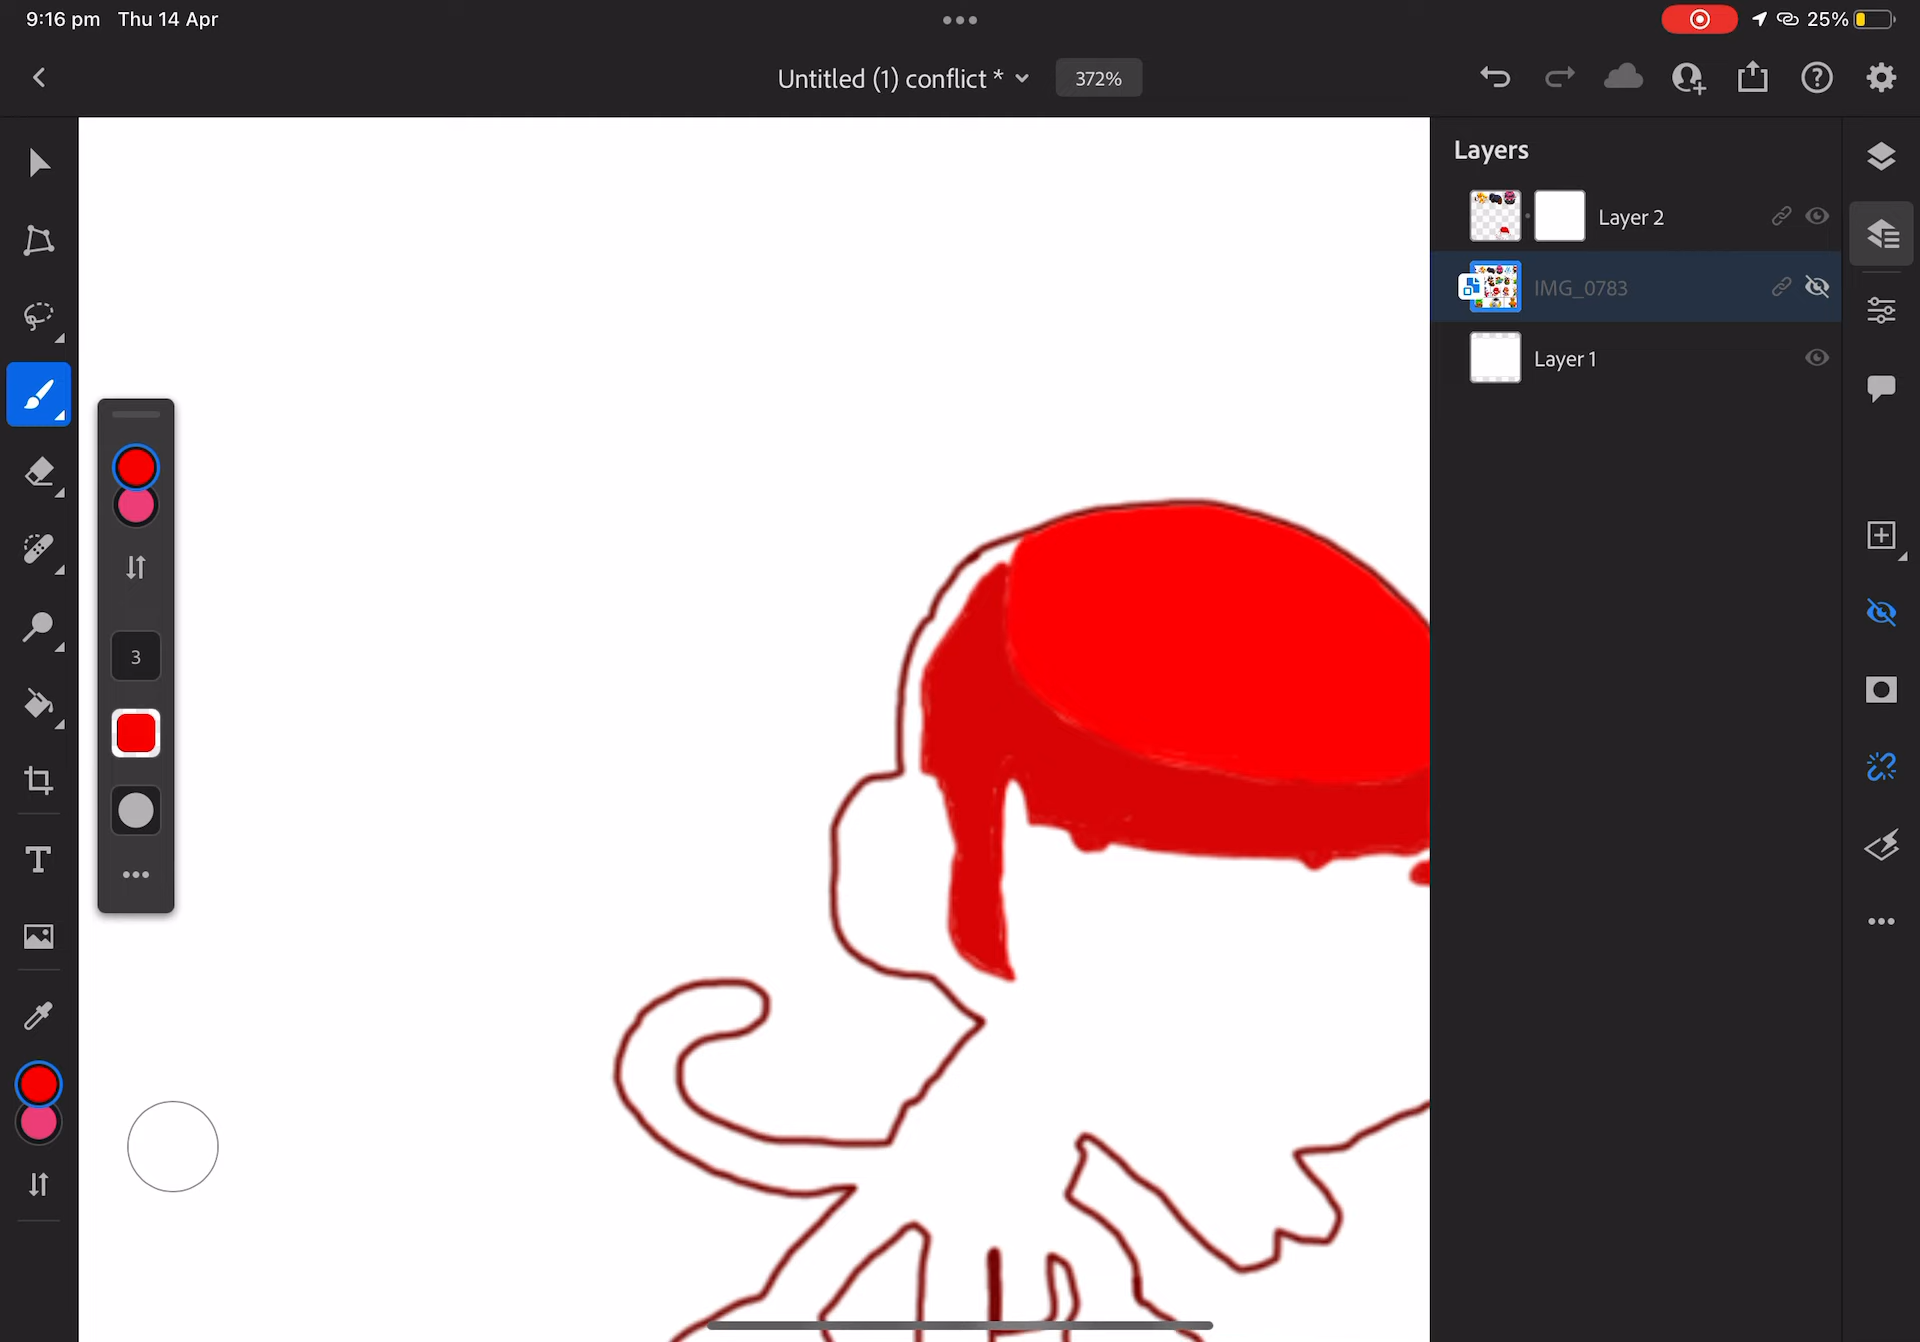 9:16 pm Thu 14 Apr
25%
Untitled (1) conflict *
372%
Layers
Layer 2
IMG_0783
Layer 1
3